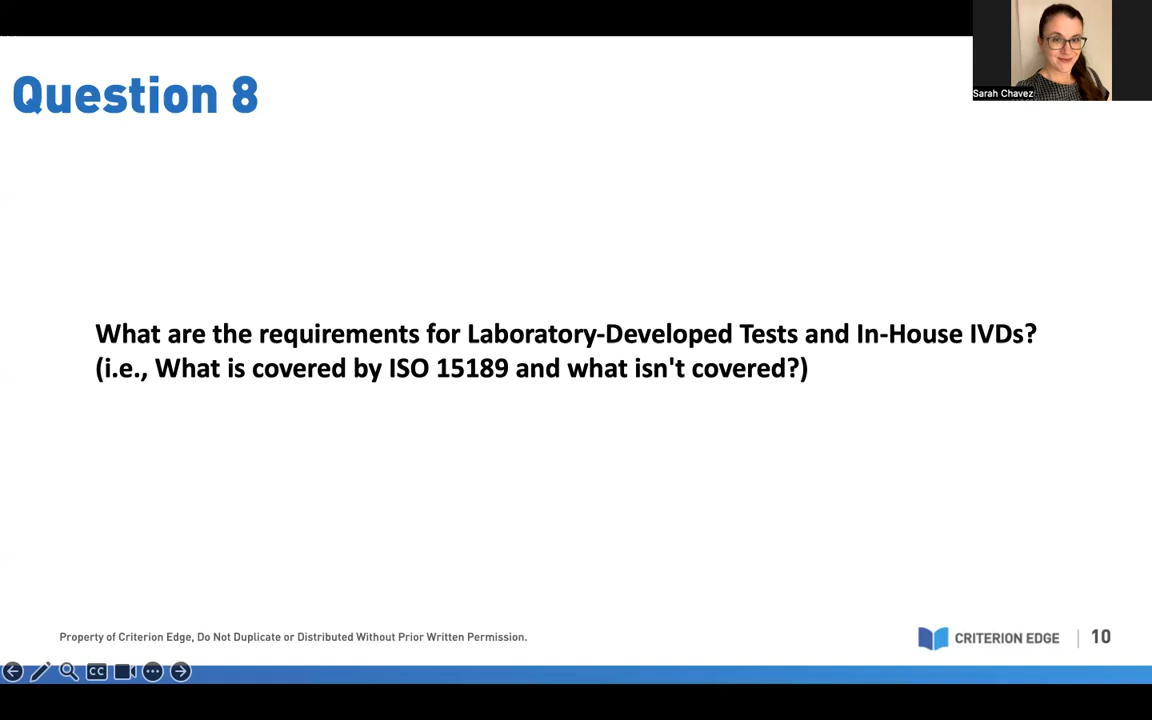 Question 8
Sarah Chavez
What are the requirements for Laboratory-Developed Tests and In-House IVDs?
(i.e., What is covered by ISO 15189 and what isn't covered?)
Property of Criterion Edge, Do Not Duplicate or Distributed Without Prior Written Permission.
CRITERION EDGE | 10
CC